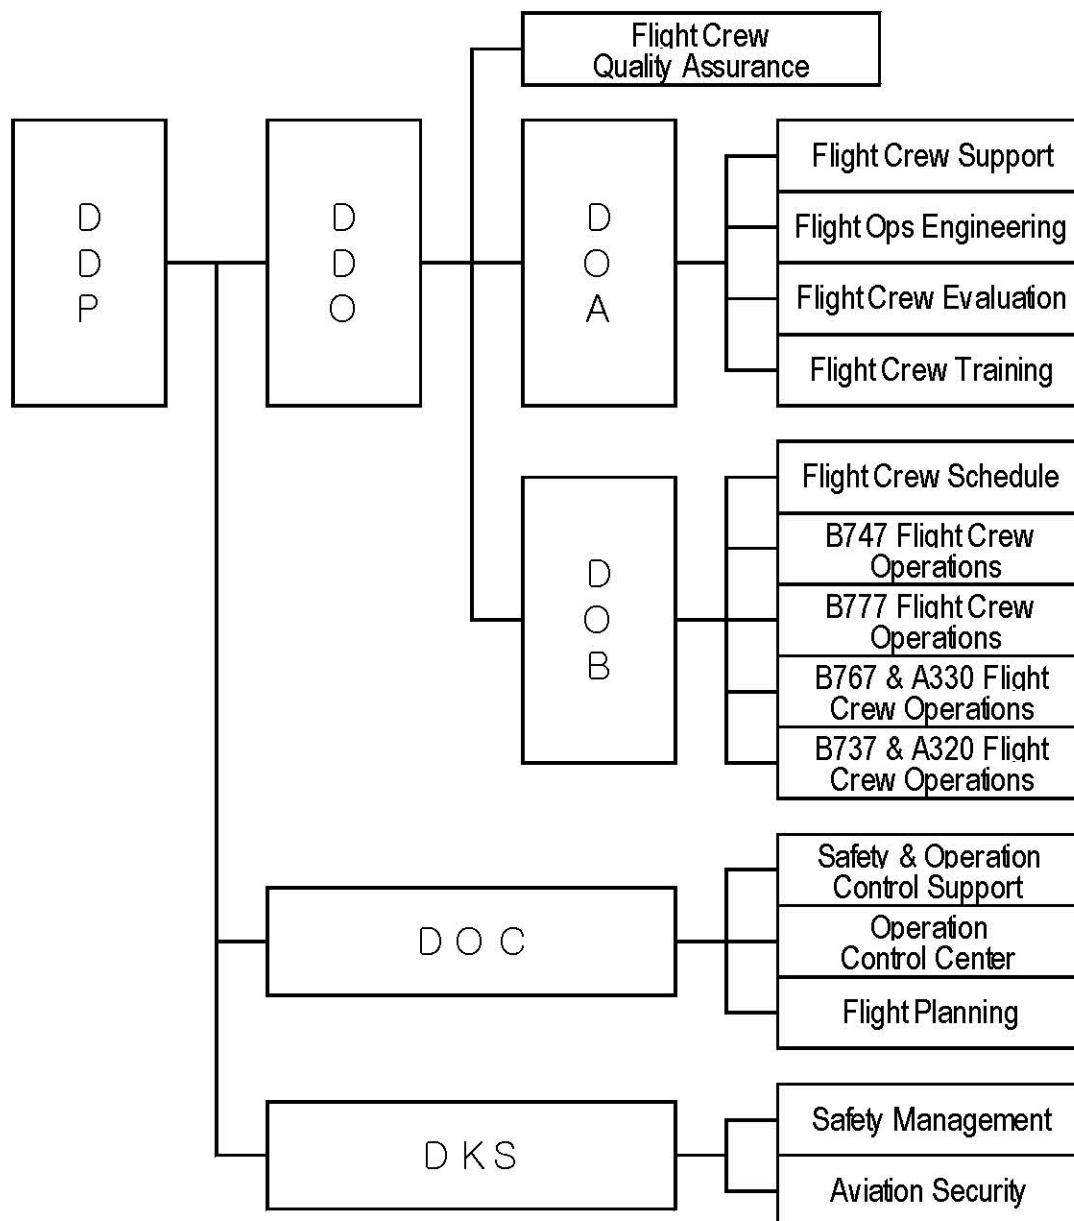 Flight Crew
Quality Assurance
D
D
P
D
D
O
D
O
A
Flight Crew Support
Flight Ops Engineering
Flight Crew Evaluation
Flight Crew Training
D
O
B
Flight Crew Schedule
B747 Flight Crew
Operations
B777 Flight Crew
Operations
B767 & A330 Flight
Crew Operations
B737 & A320 Flight
Crew Operations
D O C
Safety & Operation
Control Support
Operation
Control Center
Flight Planning
D K S
Safety Management
Aviation Security